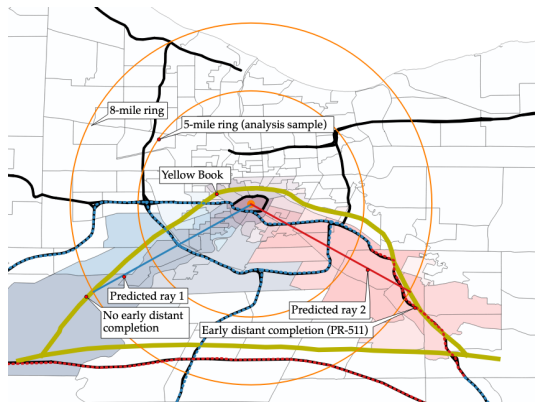 8-mile ring
5-mile ring (analysis sample)
Yellow Book
Predicted ray 1
No early distant
completion
Predicted ray 2
Early distant completion (PR-511)